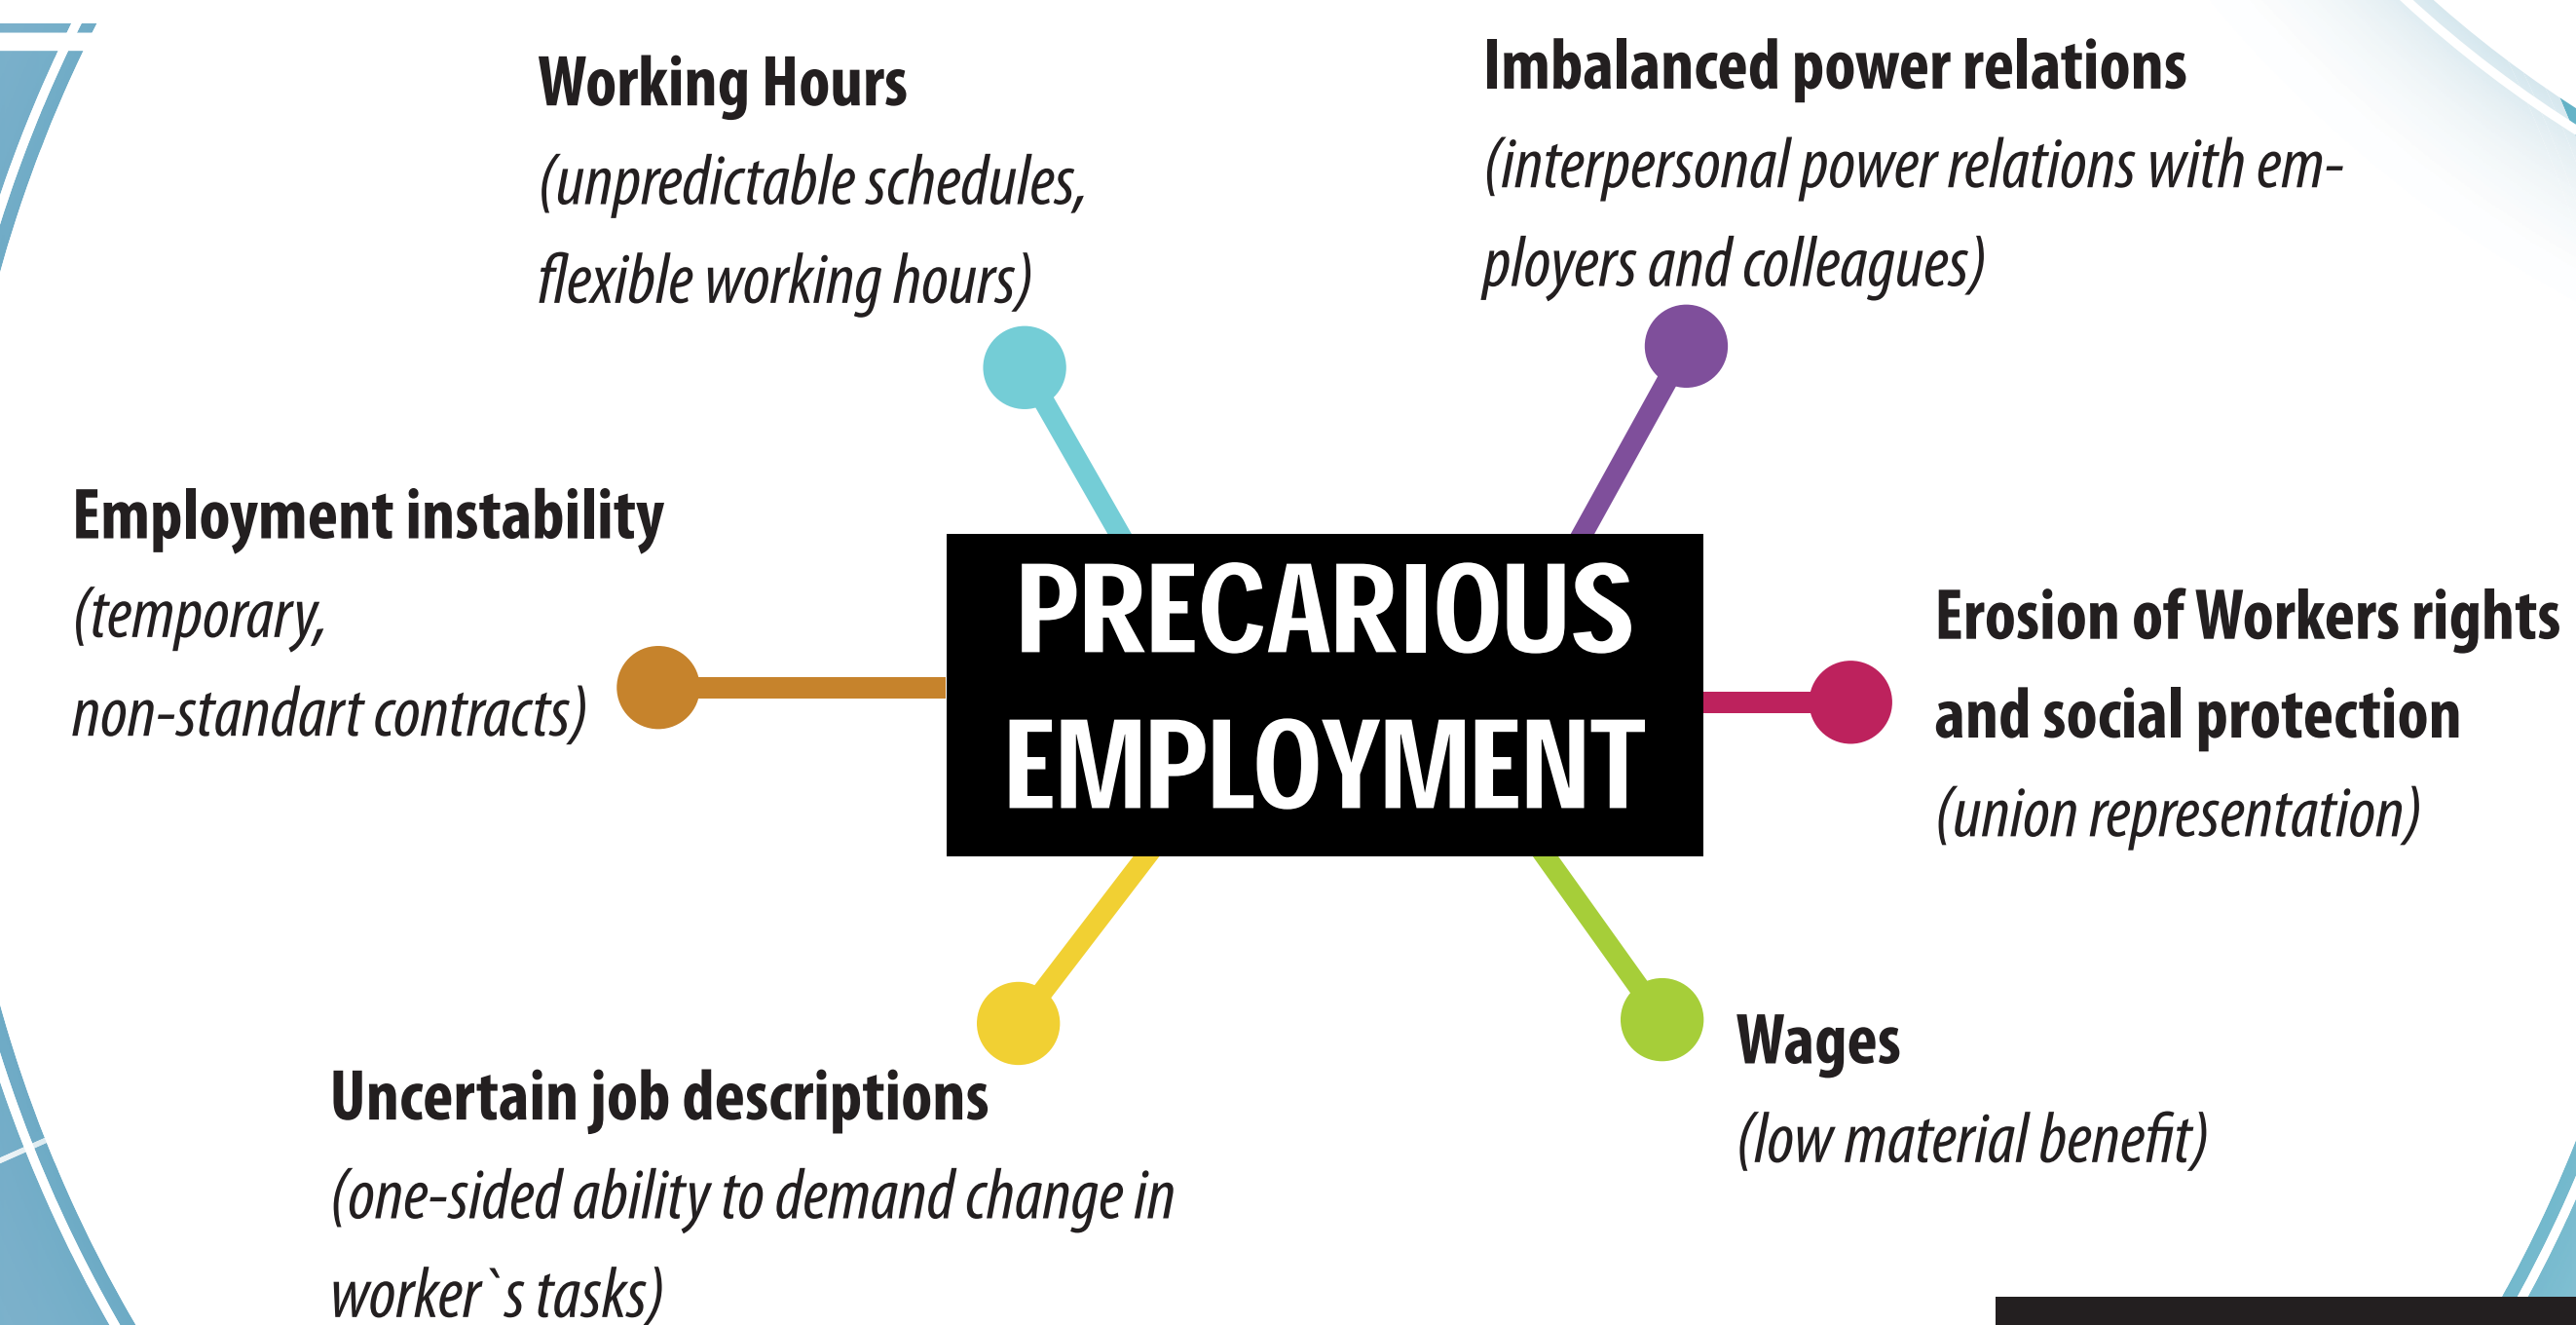 Working Hours
(unpredictable schedules,
flexible working hours)
Imbalanced power relations
(interpersonal power relations with em-
ployers and colleagues)
Employment instability
(temporary,
non-standart contracts)
PRECARIOUS
EMPLOYMENT
Erosion of Workers rights
and social protection
(union representation)
Uncertain job descriptions
(one-sided ability to demand change in
worker`s tasks)
Wages
(low material benefit)